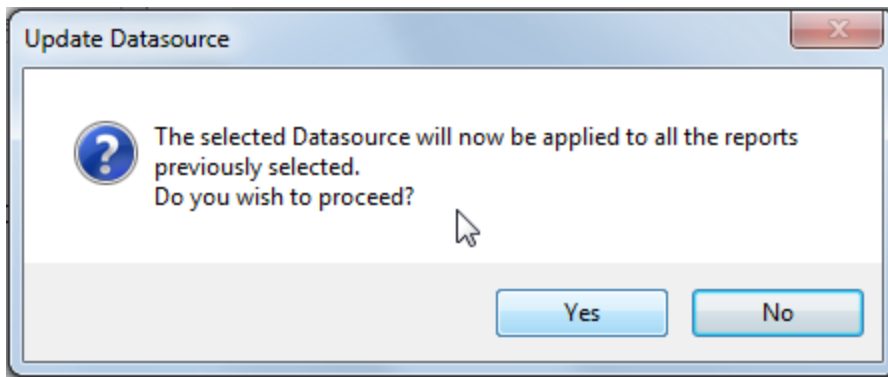 Update Datasource
The selected Datasource will now be applied to all the reports
previously selected.
Do you wish to proceed?
Yes
No